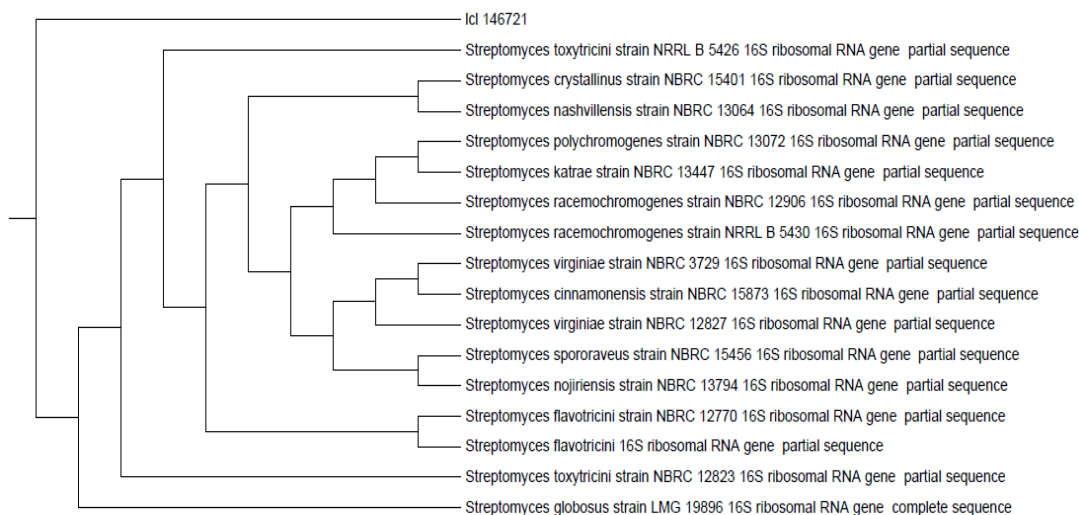 lcl 146721
Streptomyces toxytricini strain NRRL B 5426 16S ribosomal RNA gene partial sequence
Streptomyces crystallinus strain NBRC 15401 16S ribosomal RNA gene partial sequence
Streptomyces nashvillensis strain NBRC 13064 16S ribosomal RNA gene partial sequence
Streptomyces polychromogenes strain NBRC 13072 16S ribosomal RNA gene partial sequence
Streptomyces katrae strain NBRC 13447 16S ribosomal RNA gene partial sequence
Streptomyces racemochromogenes strain NBRC 12906 16S ribosomal RNA gene partial sequence
Streptomyces racemochromogenes strain NRRL B 5430 16S ribosomal RNA gene partial sequence
Streptomyces virginiae strain NBRC 3729 16S ribosomal RNA gene partial sequence
Streptomyces cinnamonensis strain NBRC 15873 16S ribosomal RNA gene partial sequence
Streptomyces virginiae strain NBRC 12827 16S ribosomal RNA gene partial sequence
Streptomyces spororaveus strain NBRC 15456 16S ribosomal RNA gene partial sequence
Streptomyces nojiriensis strain NBRC 13794 16S ribosomal RNA gene partial sequence
Streptomyces flavotricini strain NBRC 12770 16S ribosomal RNA gene partial sequence
Streptomyces flavotricini 16S ribosomal RNA gene partial sequence
Streptomyces toxytricini strain NBRC 12823 16S ribosomal RNA gene partial sequence
Streptomyces globosus strain LMG 19896 16S ribosomal RNA gene complete sequence